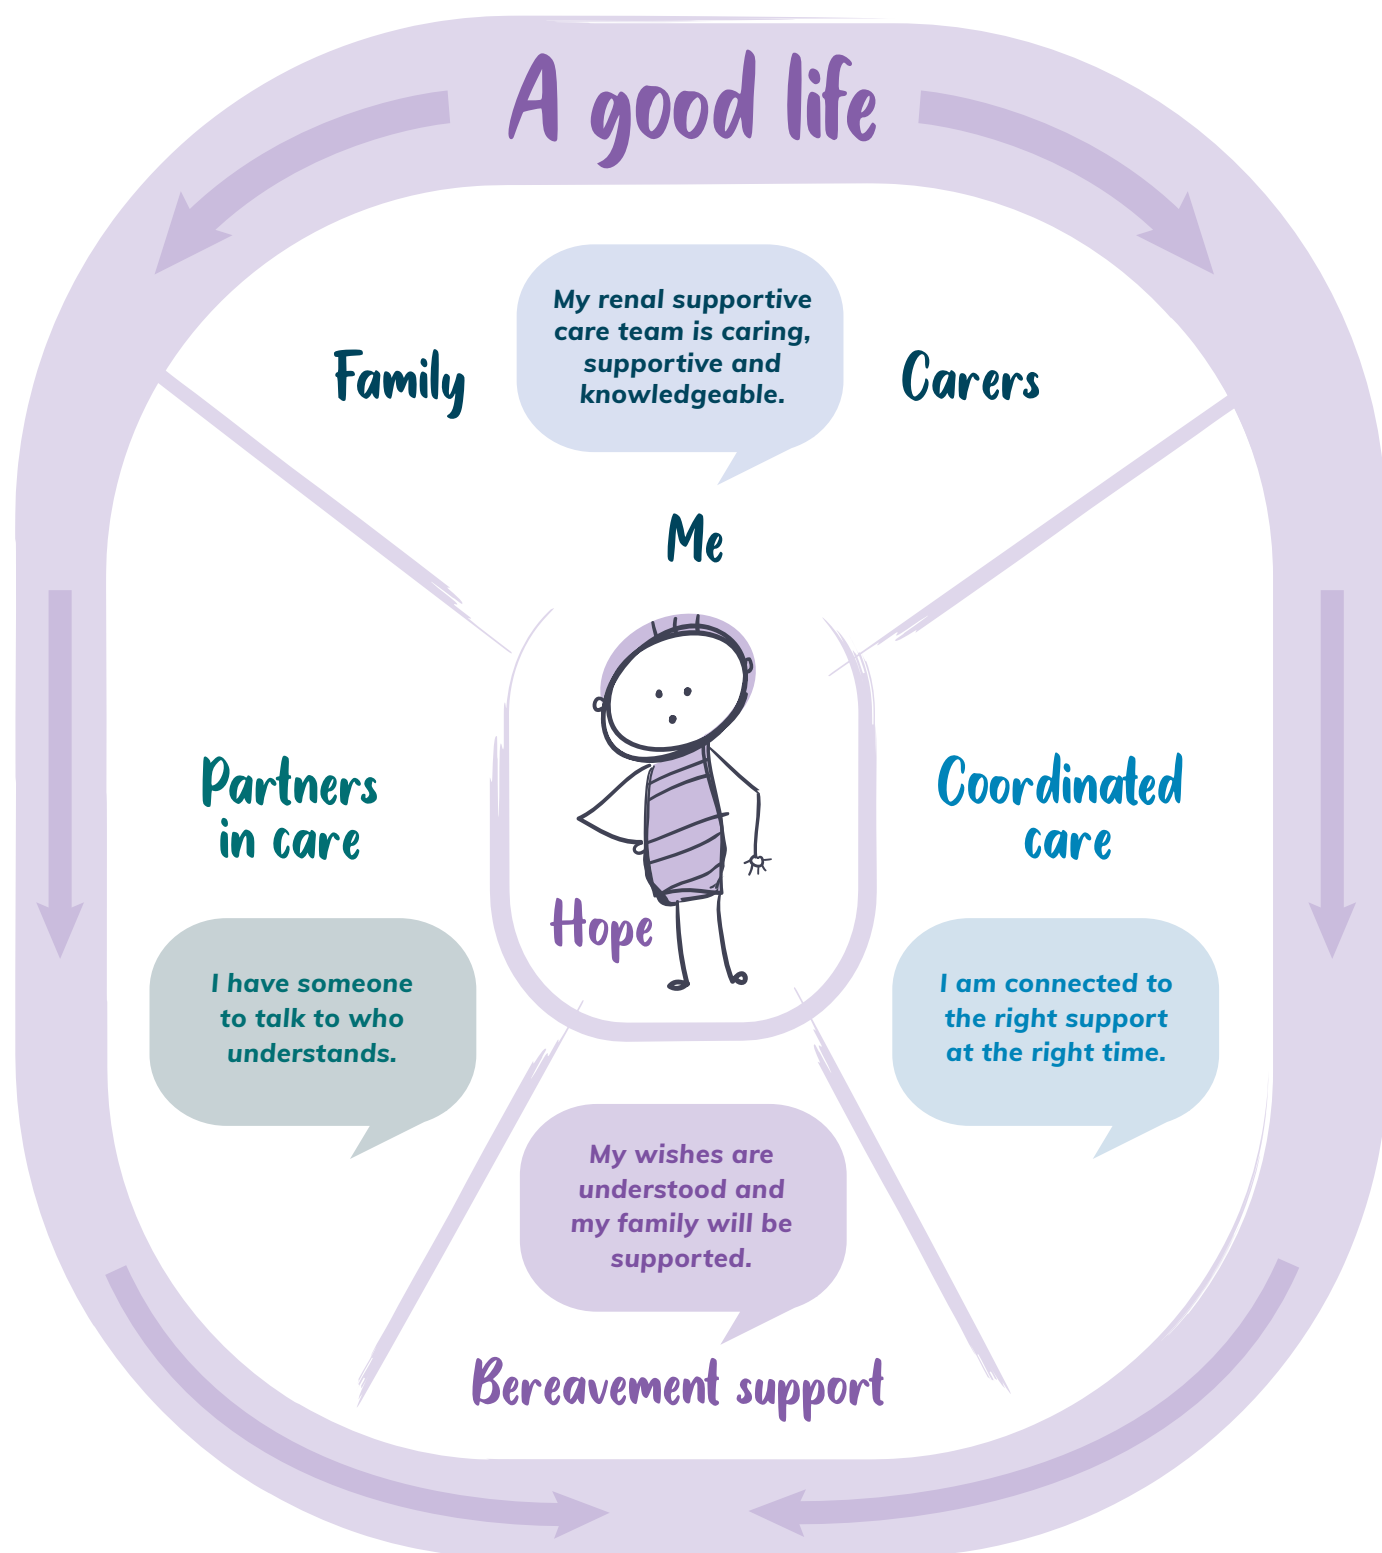 A good life
My renal supportive
care team is caring,
supportive and
knowledgeable.
Family
Carers
Me
Partners
in care
Coordinated
care
Hope
I have someone
to talk to who
understands.
I am connected to
the right support
at the right time.
My wishes are
understood and
my family will be
supported.
Bereavement support